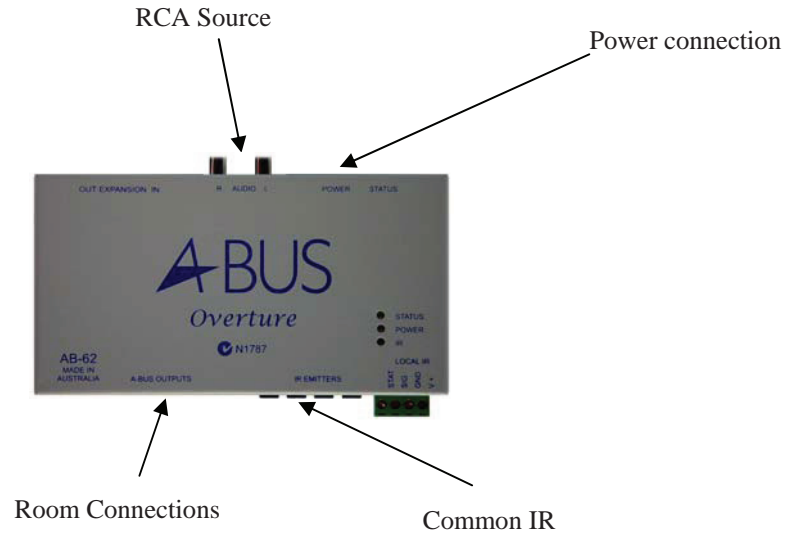 RCA Source
Power connection
OUT EXPANSION IN R AUDIO L POWER STATUS
A-BUS
Overture
N1787
STATUS
POWER
IR
LOCAL IR
STAT SIG GND V+
AB-62
MADE IN
AUSTRALIA
A-BUS OUTPUTS
IR EMITTERS
Room Connections
Common IR